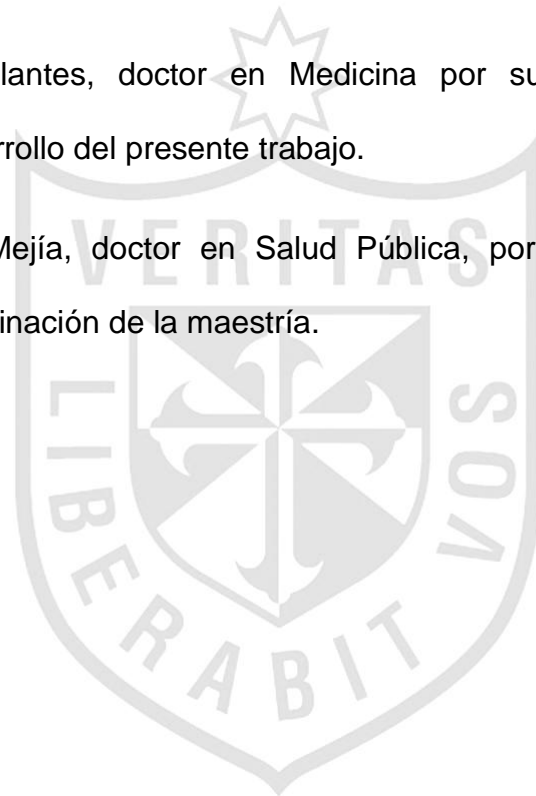 lantes, doctor en Medicina por su
rrollo del presente trabajo.
Mejía, doctor en Salud Pública, por
inación de la maestría.
VERITAS
LIBERABIT VOS